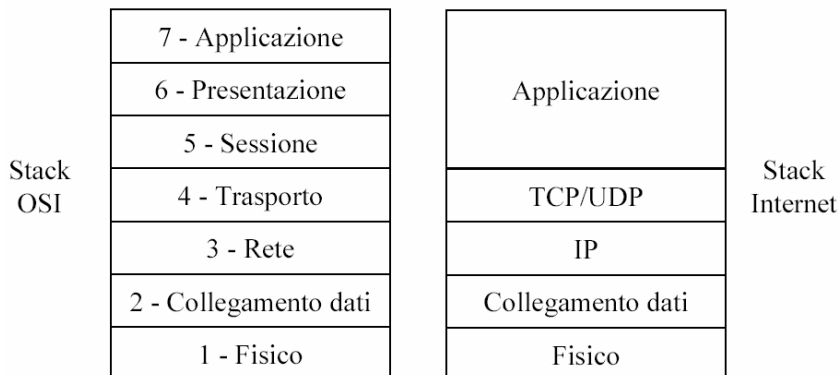 Stack
OSI
7 - Applicazione
6 - Presentazione
5 - Sessione
4 - Trasporto
3 - Rete
2 - Collegamento dati
1 - Fisico
Applicazione
TCP/UDP
IP
Collegamento dati
Fisico
Stack
Internet